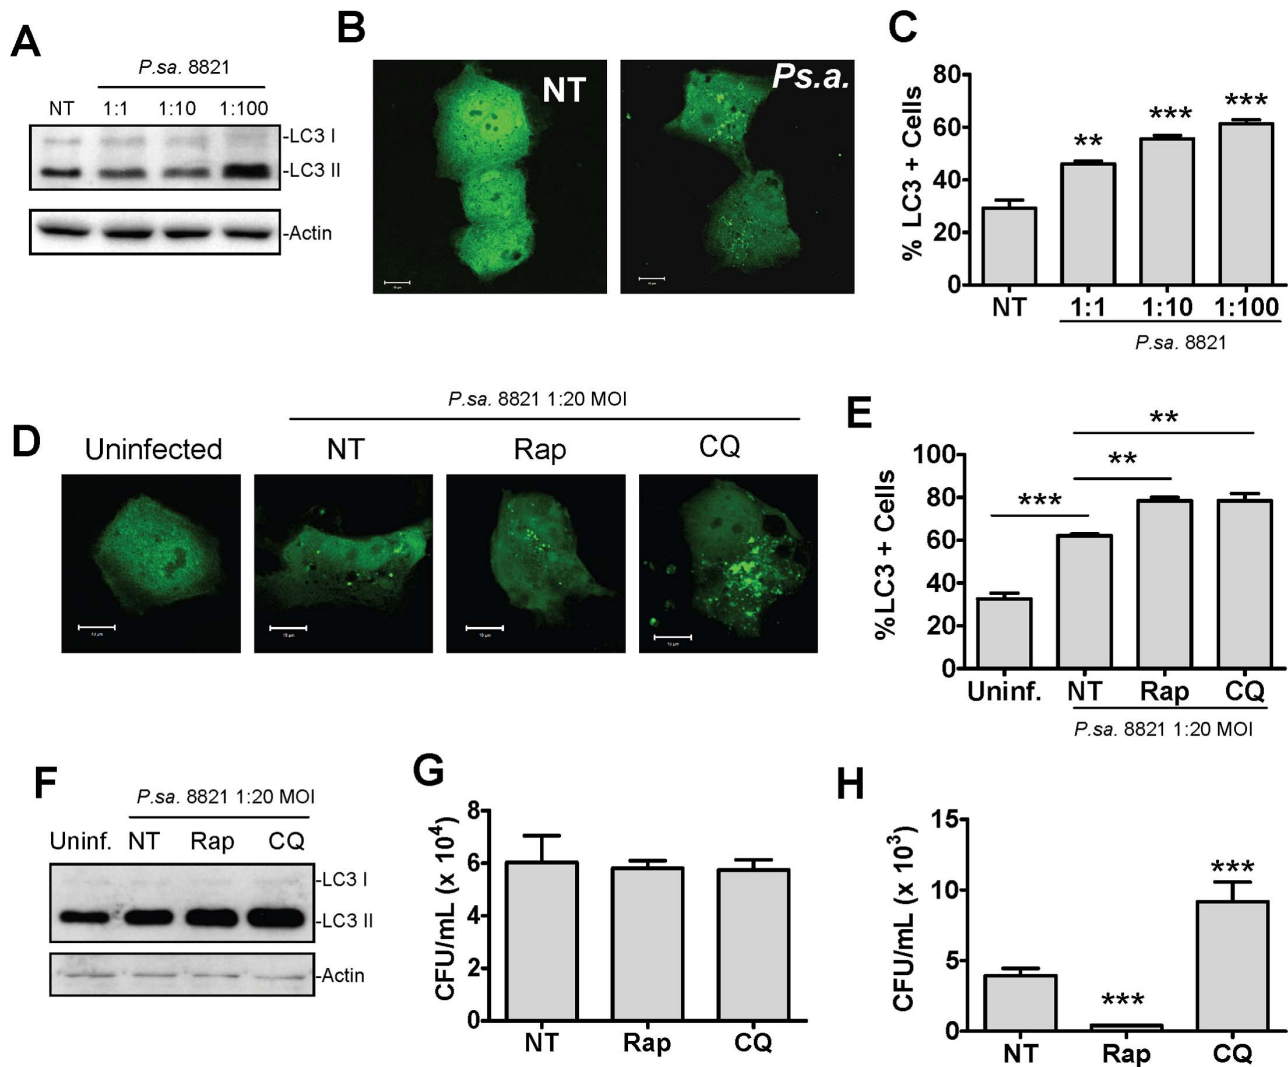 A
P.sa. 8821
NT 1:1 1:10 1:100
-LC3 I
-LC3 II
-Actin
B
NT
Ps.a.
C
% LC3 + Cells
80
60
40
20
0
** *** ***
NT 1:1 1:10 1:100
P.sa. 8821
D
P.sa. 8821 1:20 MOI
Uninfected NT Rap CQ
10 µm
E
%LC3 + Cells
100
80
60
40
20
0
**
**
***
Uninf. NT Rap CQ
P.sa. 8821 1:20 MOI
F
P.sa. 8821 1:20 MOI
Uninf. NT Rap CQ
-LC3 I
-LC3 II
-Actin
G
CFU/mL (x 10⁴)
8
6
4
2
0
NT Rap CQ
H
CFU/mL (x 10³)
15
10
5
0
***
***
NT Rap CQ